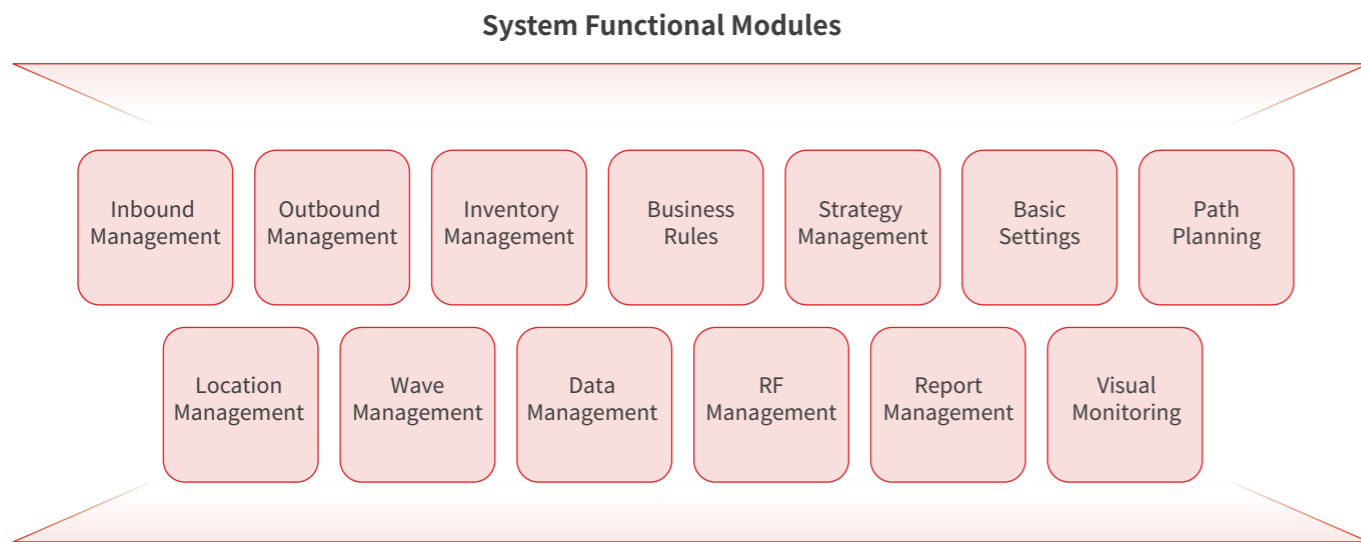 System Functional Modules
Inbound
Management
Outbound
Management
Inventory
Management
Business
Rules
Strategy
Management
Basic
Settings
Path
Planning
Location
Management
Wave
Management
Data
Management
RF
Management
Report
Management
Visual
Monitoring